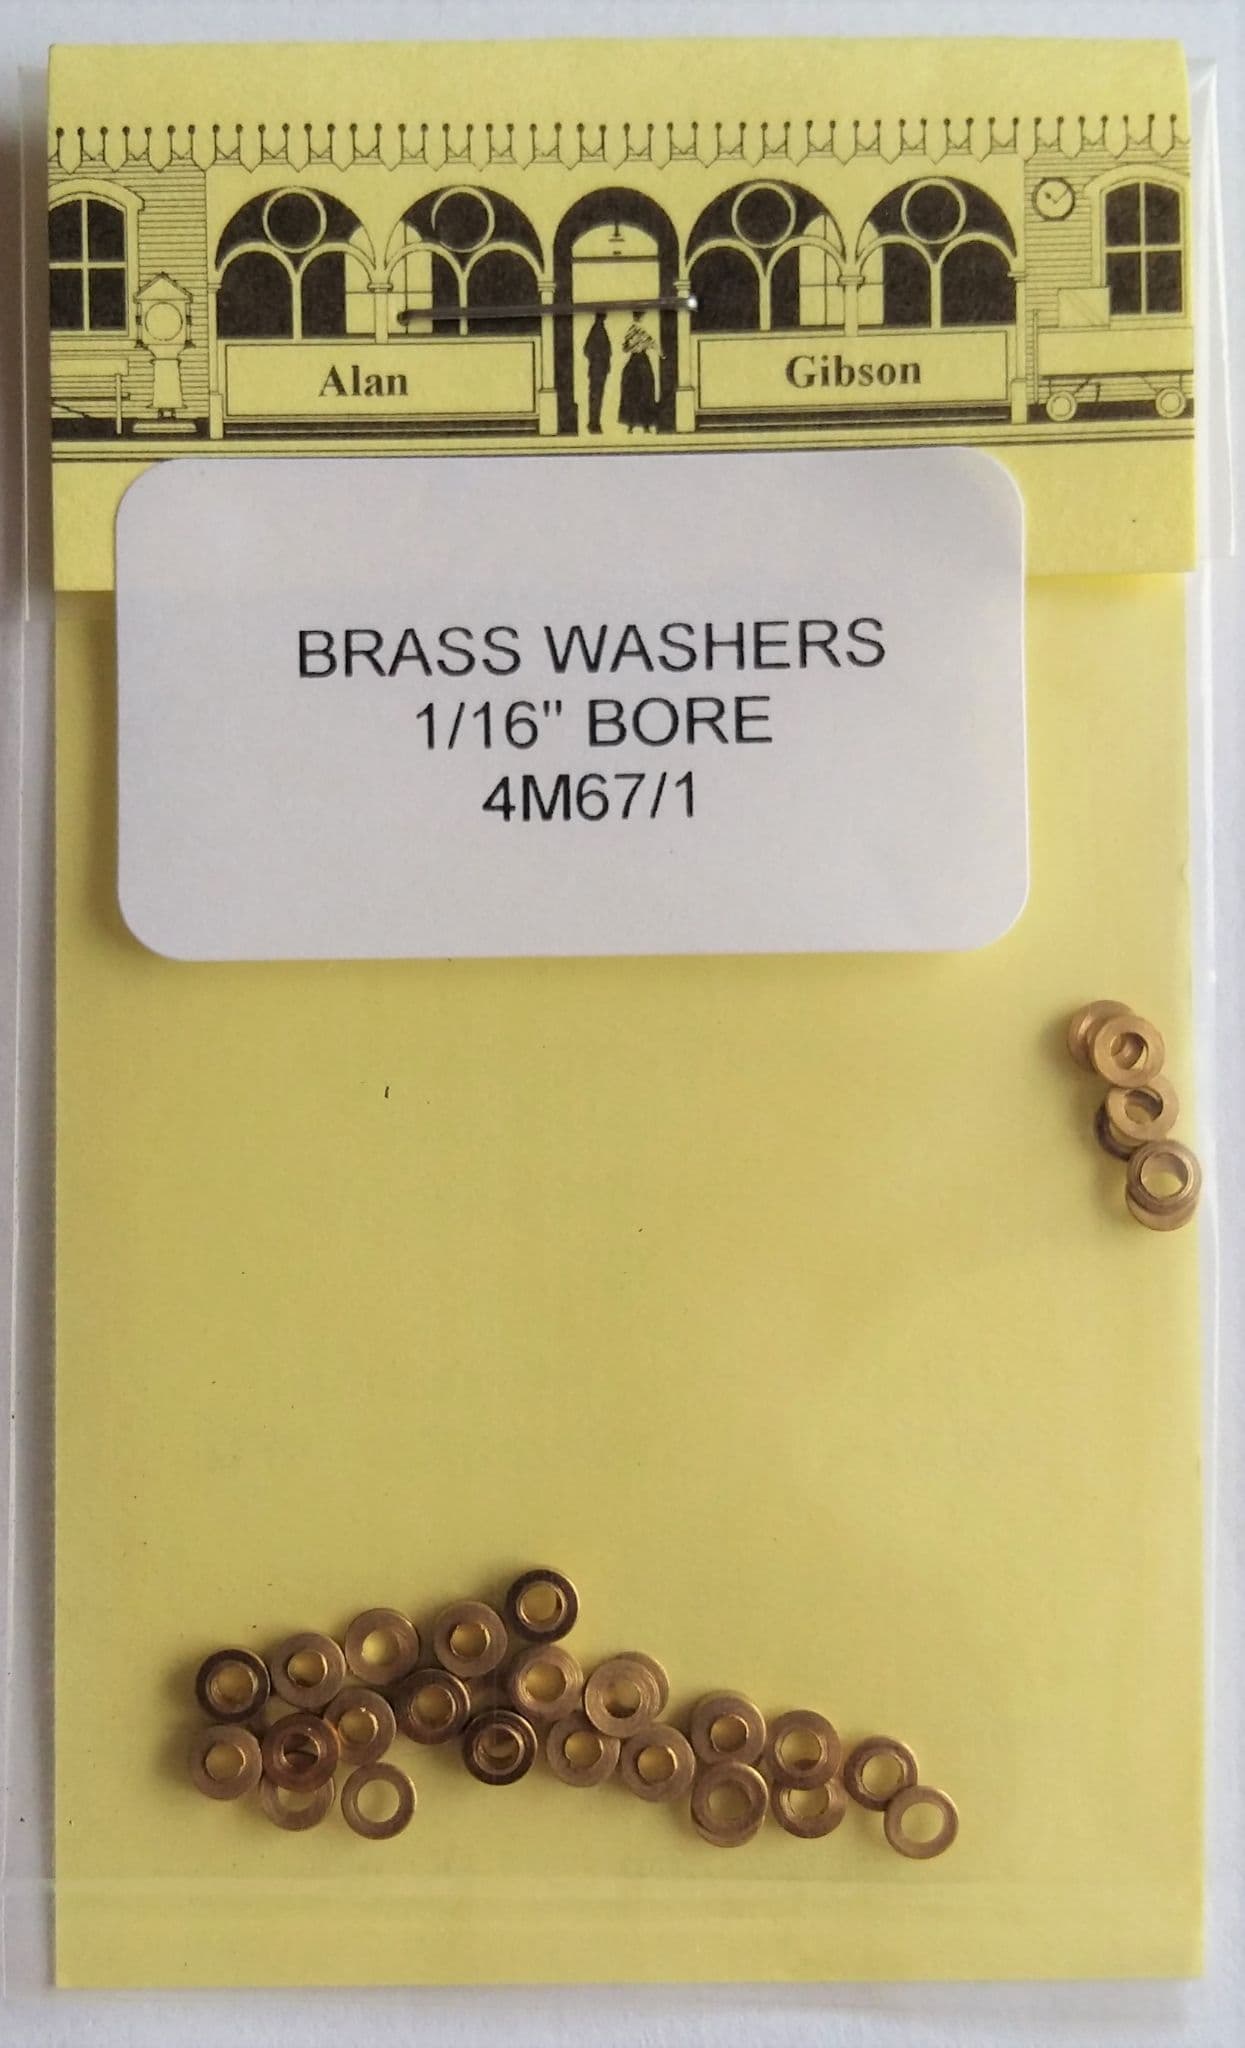 Alan Gibson
BRASS WASHERS
1/16" BORE
4M67/1